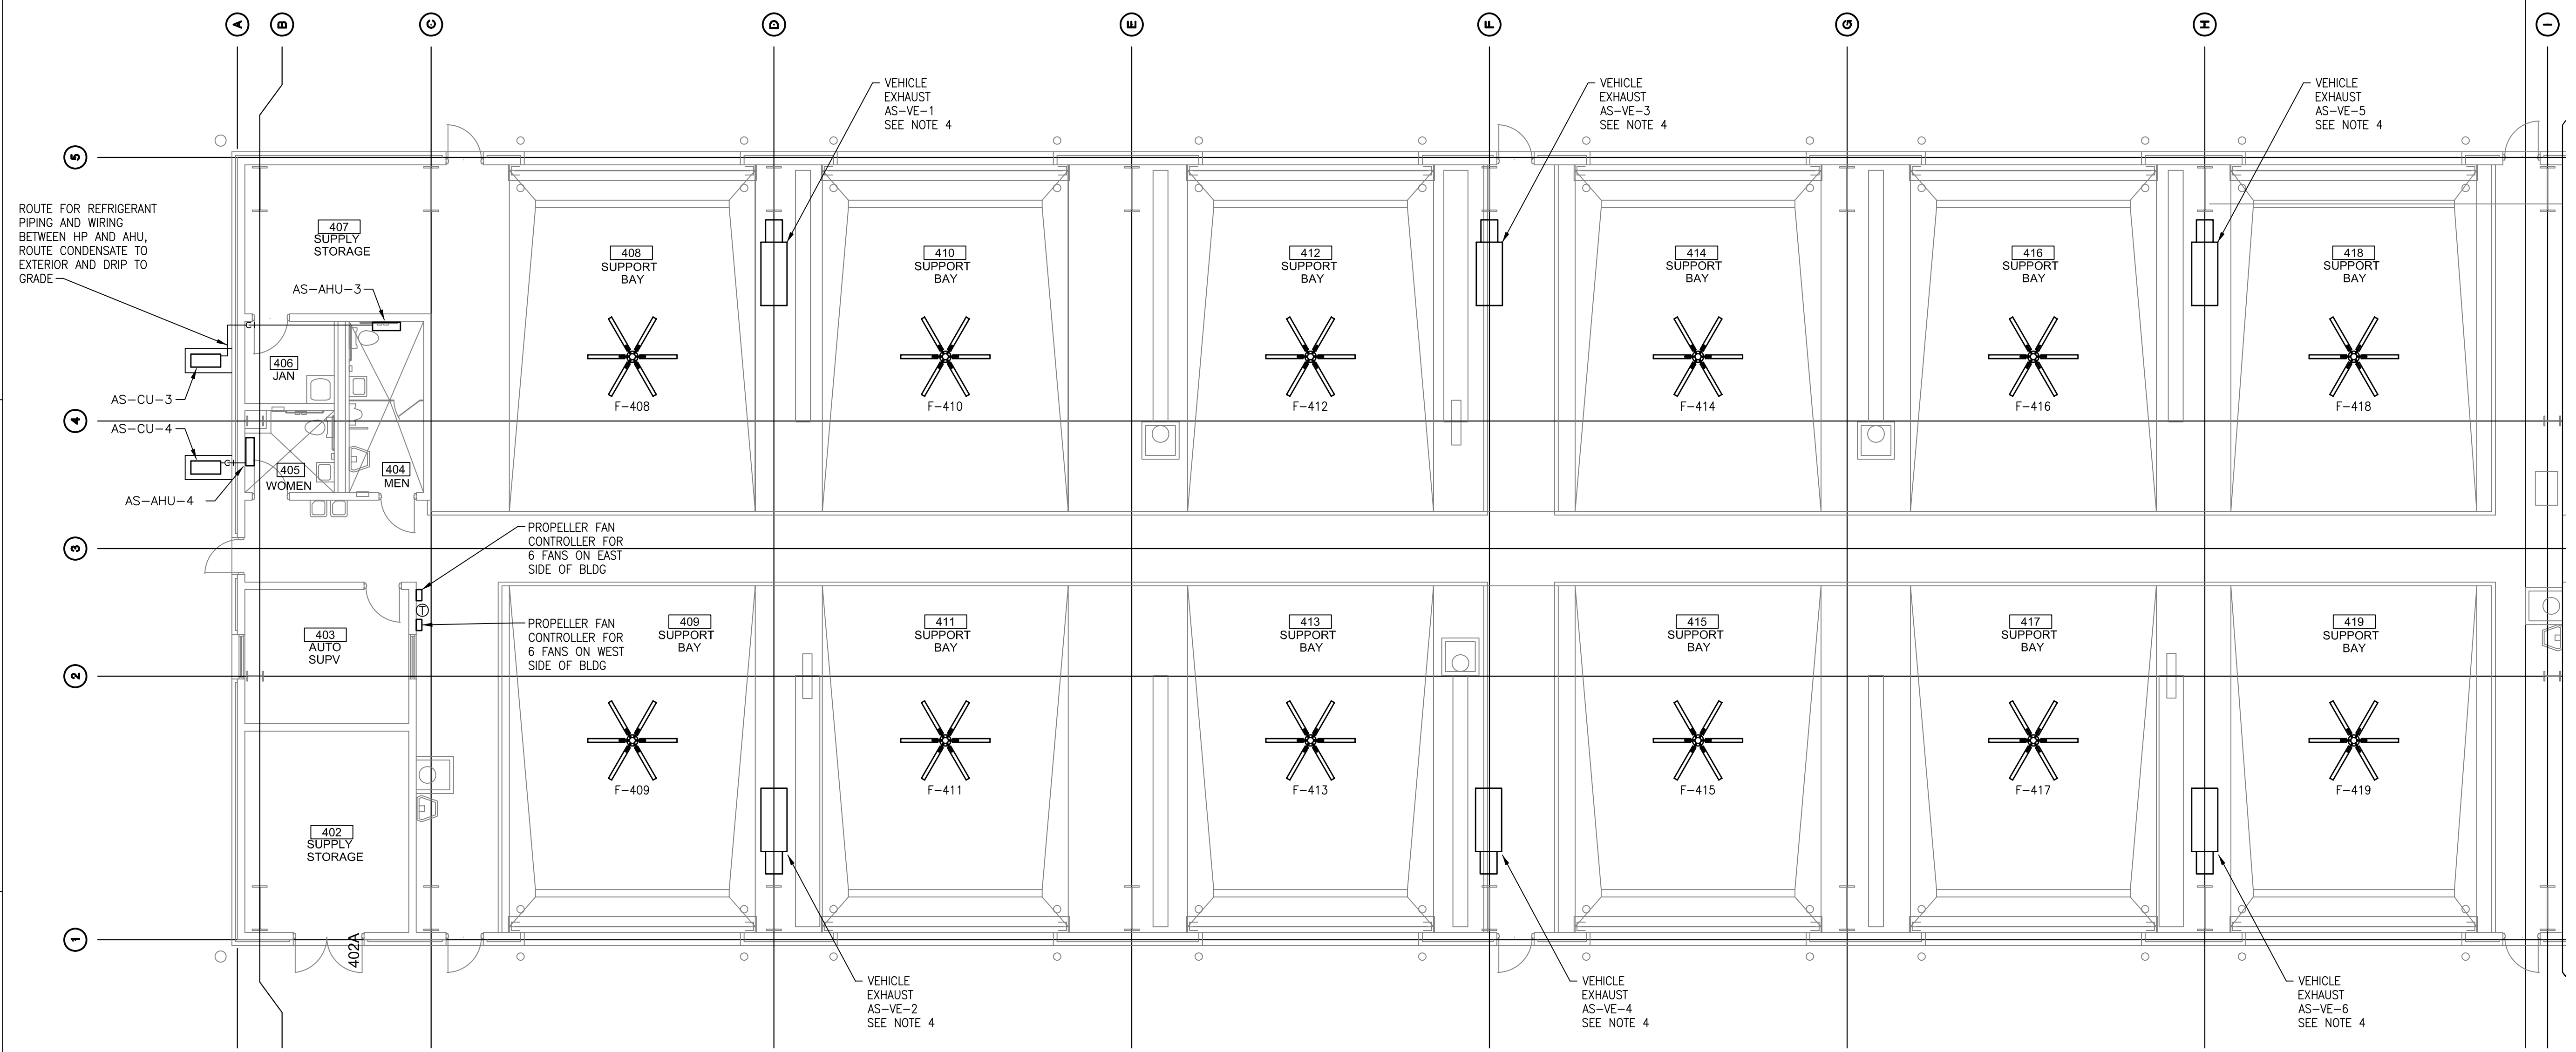 A
B
C
D
E
F
G
H
I
VEHICLE
EXHAUST
AS-VE-1
SEE NOTE 4
VEHICLE
EXHAUST
AS-VE-3
SEE NOTE 4
VEHICLE
EXHAUST
AS-VE-5
SEE NOTE 4
5
ROUTE FOR REFRIGERANT
PIPING AND WIRING
BETWEEN HP AND AHU,
ROUTE CONDENSATE TO
EXTERIOR AND DRIP TO
GRADE
407
SUPPLY
STORAGE
408
SUPPORT
BAY
410
SUPPORT
BAY
412
SUPPORT
BAY
414
SUPPORT
BAY
416
SUPPORT
BAY
418
SUPPORT
BAY
AS-AHU-3
406
JAN
AS-CU-3
F-408
F-410
F-412
F-414
F-416
F-418
4
AS-CU-4
405
WOMEN
404
MEN
AS-AHU-4
3
PROPELLER FAN
CONTROLLER FOR
6 FANS ON EAST
SIDE OF BLDG
T
PROPELLER FAN
CONTROLLER FOR
6 FANS ON WEST
SIDE OF BLDG
403
AUTO
SUPV
409
SUPPORT
BAY
411
SUPPORT
BAY
413
SUPPORT
BAY
415
SUPPORT
BAY
417
SUPPORT
BAY
419
SUPPORT
BAY
2
F-409
F-411
F-413
F-415
F-417
F-419
402
SUPPLY
STORAGE
1
402A
VEHICLE
EXHAUST
AS-VE-2
SEE NOTE 4
VEHICLE
EXHAUST
AS-VE-4
SEE NOTE 4
VEHICLE
EXHAUST
AS-VE-6
SEE NOTE 4